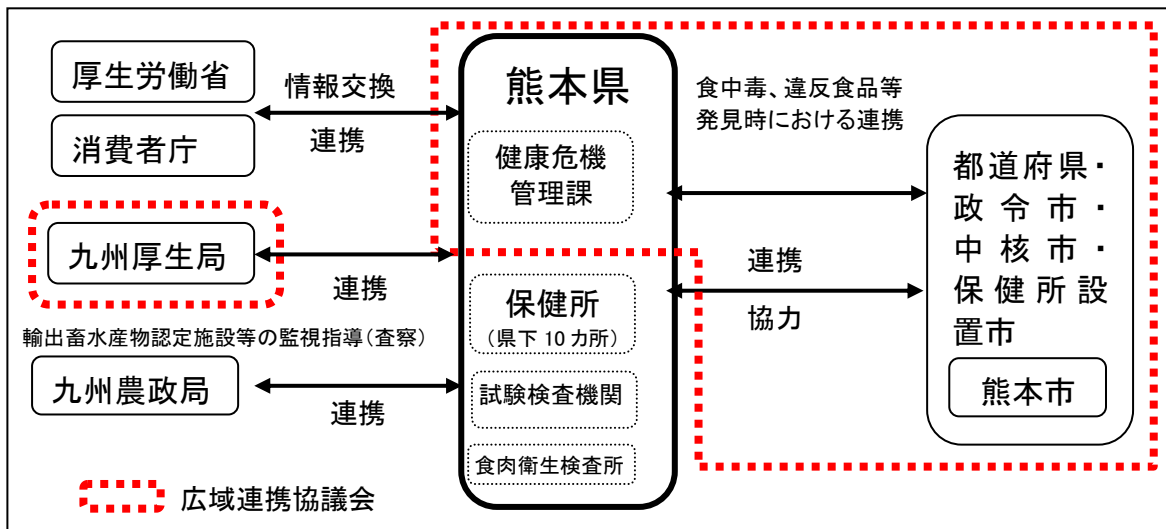 厚生労働省
消費者庁
情報交換
連携
九州厚生局
連携
輸出畜水産物認定施設等の監視指導（査察）
九州農政局
連携
広域連携協議会
熊本県
健康危機
管理課
保健所
（県下 10 カ所）
試験検査機関
食肉衛生検査所
食中毒、違反食品等
発見時における連携
連携
協力
都道府県・
政令市・
中核市・
保健所設
置市
熊本市